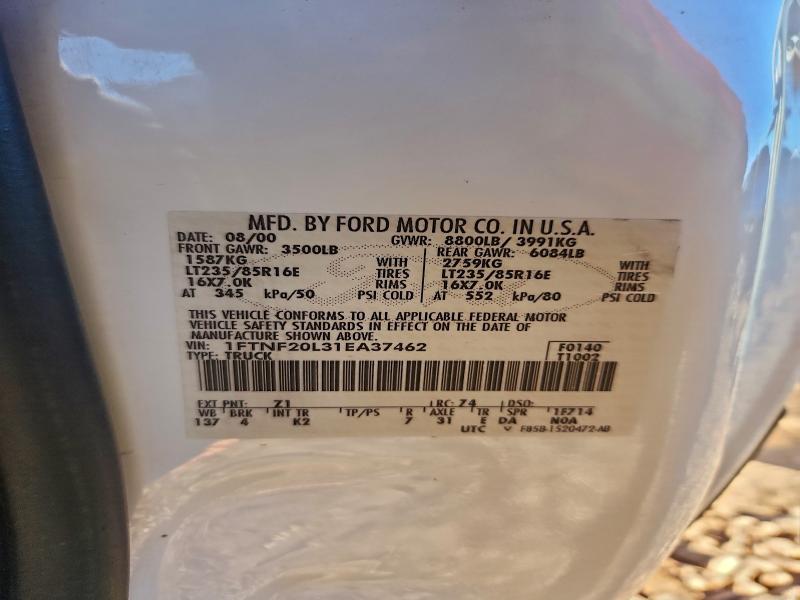 MFD. BY FORD MOTOR CO. IN U.S.A.
DATE: 08/00 GVWR: 8800LB/ 3991KG
FRONT GAWR: 3500LB REAR GAWR: 6084LB
1587KG WITH 2759KG WITH
LT235/85R16E TIRES LT235/85R16E TIRES
16X7.0K RIMS 16X7.0K RIMS
AT 345 kPa/50 PSI COLD AT 552 kPa/80 PSI COLD
THIS VEHICLE CONFORMS TO ALL APPLICABLE FEDERAL MOTOR
VEHICLE SAFETY STANDARDS IN EFFECT ON THE DATE OF
MANUFACTURE SHOWN ABOVE.
VIN: 1FTNF20L31EA37462 F0140
TYPE: TRUCK T1002
EXT PNT: Z1 RC: 74 DSO:
WB BRK INT TR TP/PS R AXLE TR SPR 1F714
137 4 K2 7 31 E DA N0A
UTC F85B-1520472-AB